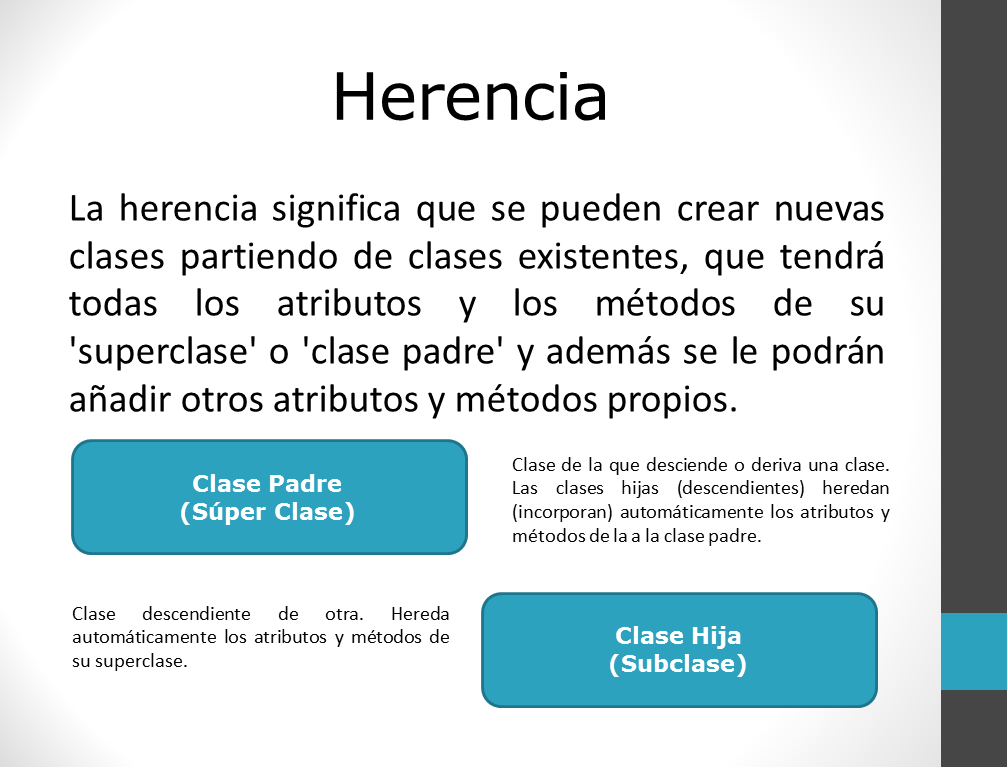 Herencia
La herencia significa que se pueden crear nuevas
clases partiendo de clases existentes, que tendrá
todas los atributos y los métodos de su
'superclase' o 'clase padre' y además se le podrán
añadir otros atributos y métodos propios.
Clase Padre
(Súper Clase)
Clase de la que desciende o deriva una clase.
Las clases hijas (descendientes) heredan
(incorporan) automáticamente los atributos y
métodos de la a la clase padre.
Clase descendiente de otra. Hereda
automáticamente los atributos y métodos de
su superclase.
Clase Hija
(Subclase)